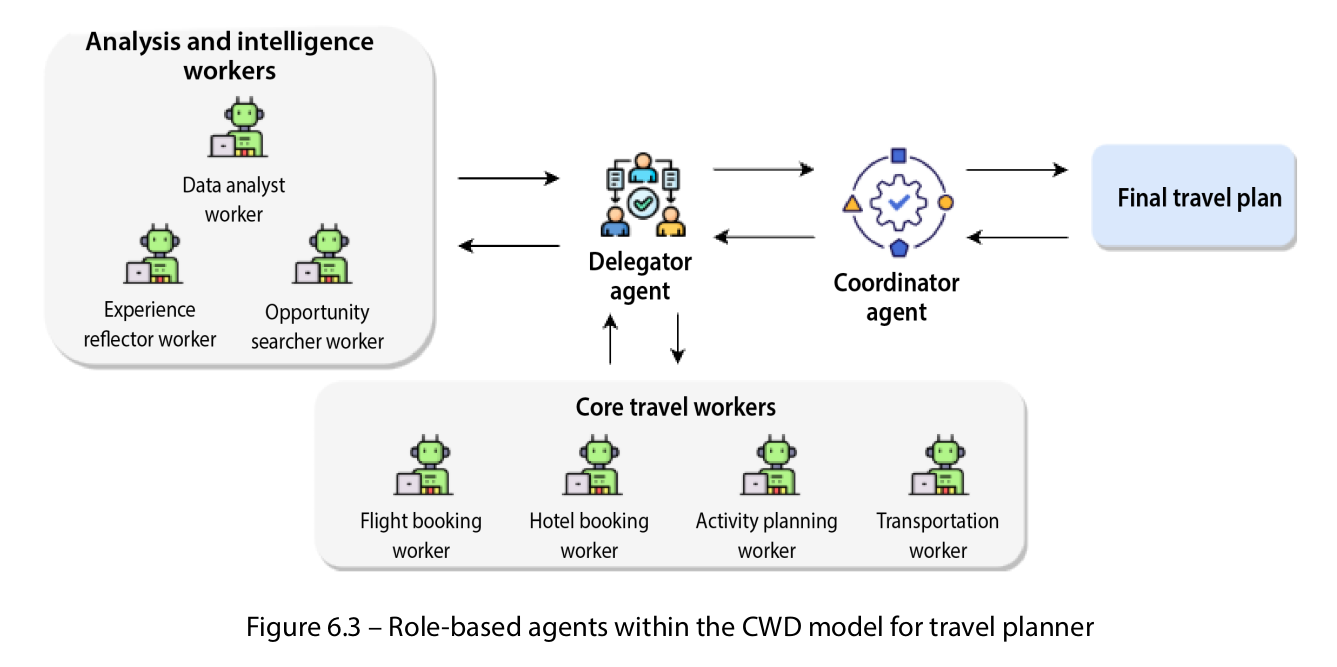 Analysis and intelligence
workers
Data analyst
worker
Experience
reflector worker
Opportunity
searcher worker
Delegator
agent
Coordinator
agent
Final travel plan
Core travel workers
Flight booking
worker
Hotel booking
worker
Activity planning
worker
Transportation
worker
Figure 6.3 – Role-based agents within the CWD model for travel planner